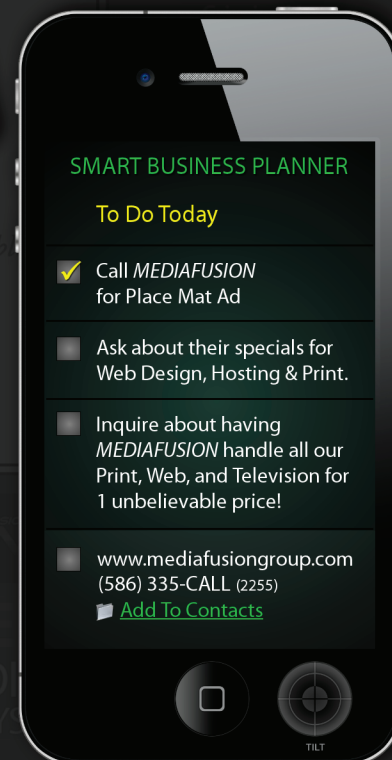 SMART BUSINESS PLANNER
To Do Today
Call MEDIAFUSION
for Place Mat Ad
Ask about their specials for
Web Design, Hosting & Print.
Inquire about having
MEDIAFUSION handle all our
Print, Web, and Television for
1 unbelievable price!
www.mediafusiongroup.com
(586) 335-CALL (2255)
Add To Contacts
TILT